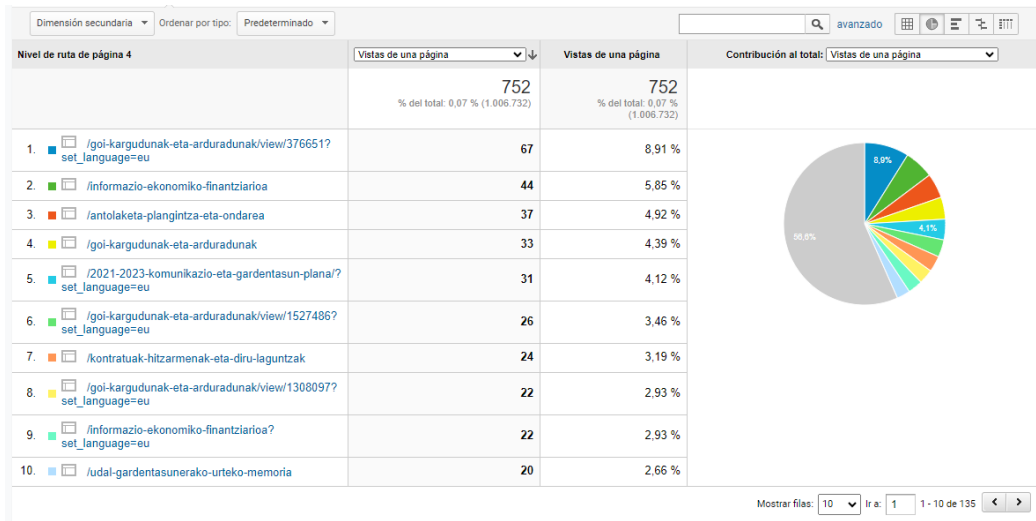 Dimensión secundaria Ordenar por tipo: Predeterminado avanzado
Nivel de ruta de página 4 Vistas de una página Vistas de una página Contribución al total: Vistas de una página
752 752
% del total: 0,07 % (1.006.732) % del total: 0,07 %
(1.006.732)
1. /goi-kargudunak-eta-arduradunak/view/376651?
set_language=eu 67 8,91 %
2. /informazio-ekonomiko-finantziarioa 44 5,85 %
3. /antolaketa-plangintza-eta-ondarea 37 4,92 %
4. /goi-kargudunak-eta-arduradunak 33 4,39 %
5. /2021-2023-komunikazio-eta-gardentasun-plana/?
set_language=eu 31 4,12 %
6. /goi-kargudunak-eta-arduradunak/view/1527486?
set_language=eu 26 3,46 %
7. /kontratuak-hitzarmenak-eta-diru-laguntzak 24 3,19 %
8. /goi-kargudunak-eta-arduradunak/view/1308097?
set_language=eu 22 2,93 %
9. /informazio-ekonomiko-finantziarioa?
set_language=eu 22 2,93 %
10. /udal-gardentasunerako-urteko-memoria 20 2,66 %
8,9%
4,1%
56,6%
Mostrar filas: 10 Ir a: 1 1 - 10 de 135